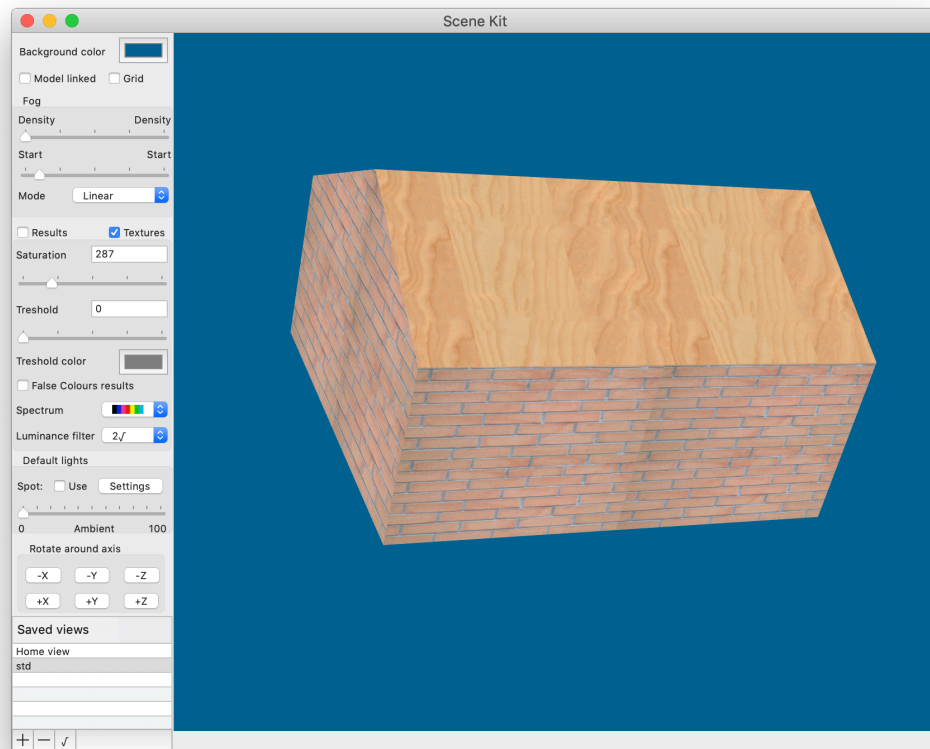 Scene Kit
Background color
Model linked Grid
Fog
Density Density
Start Start
Mode Linear
Results Textures
Saturation 287
Treshold 0
Treshold color
False Colours results
Spectrum
Luminance filter 2√
Default lights
Spot: Use Settings
0 Ambient 100
Rotate around axis
-X -Y -Z
+X +Y +Z
Saved views
Home view
std
+ − √